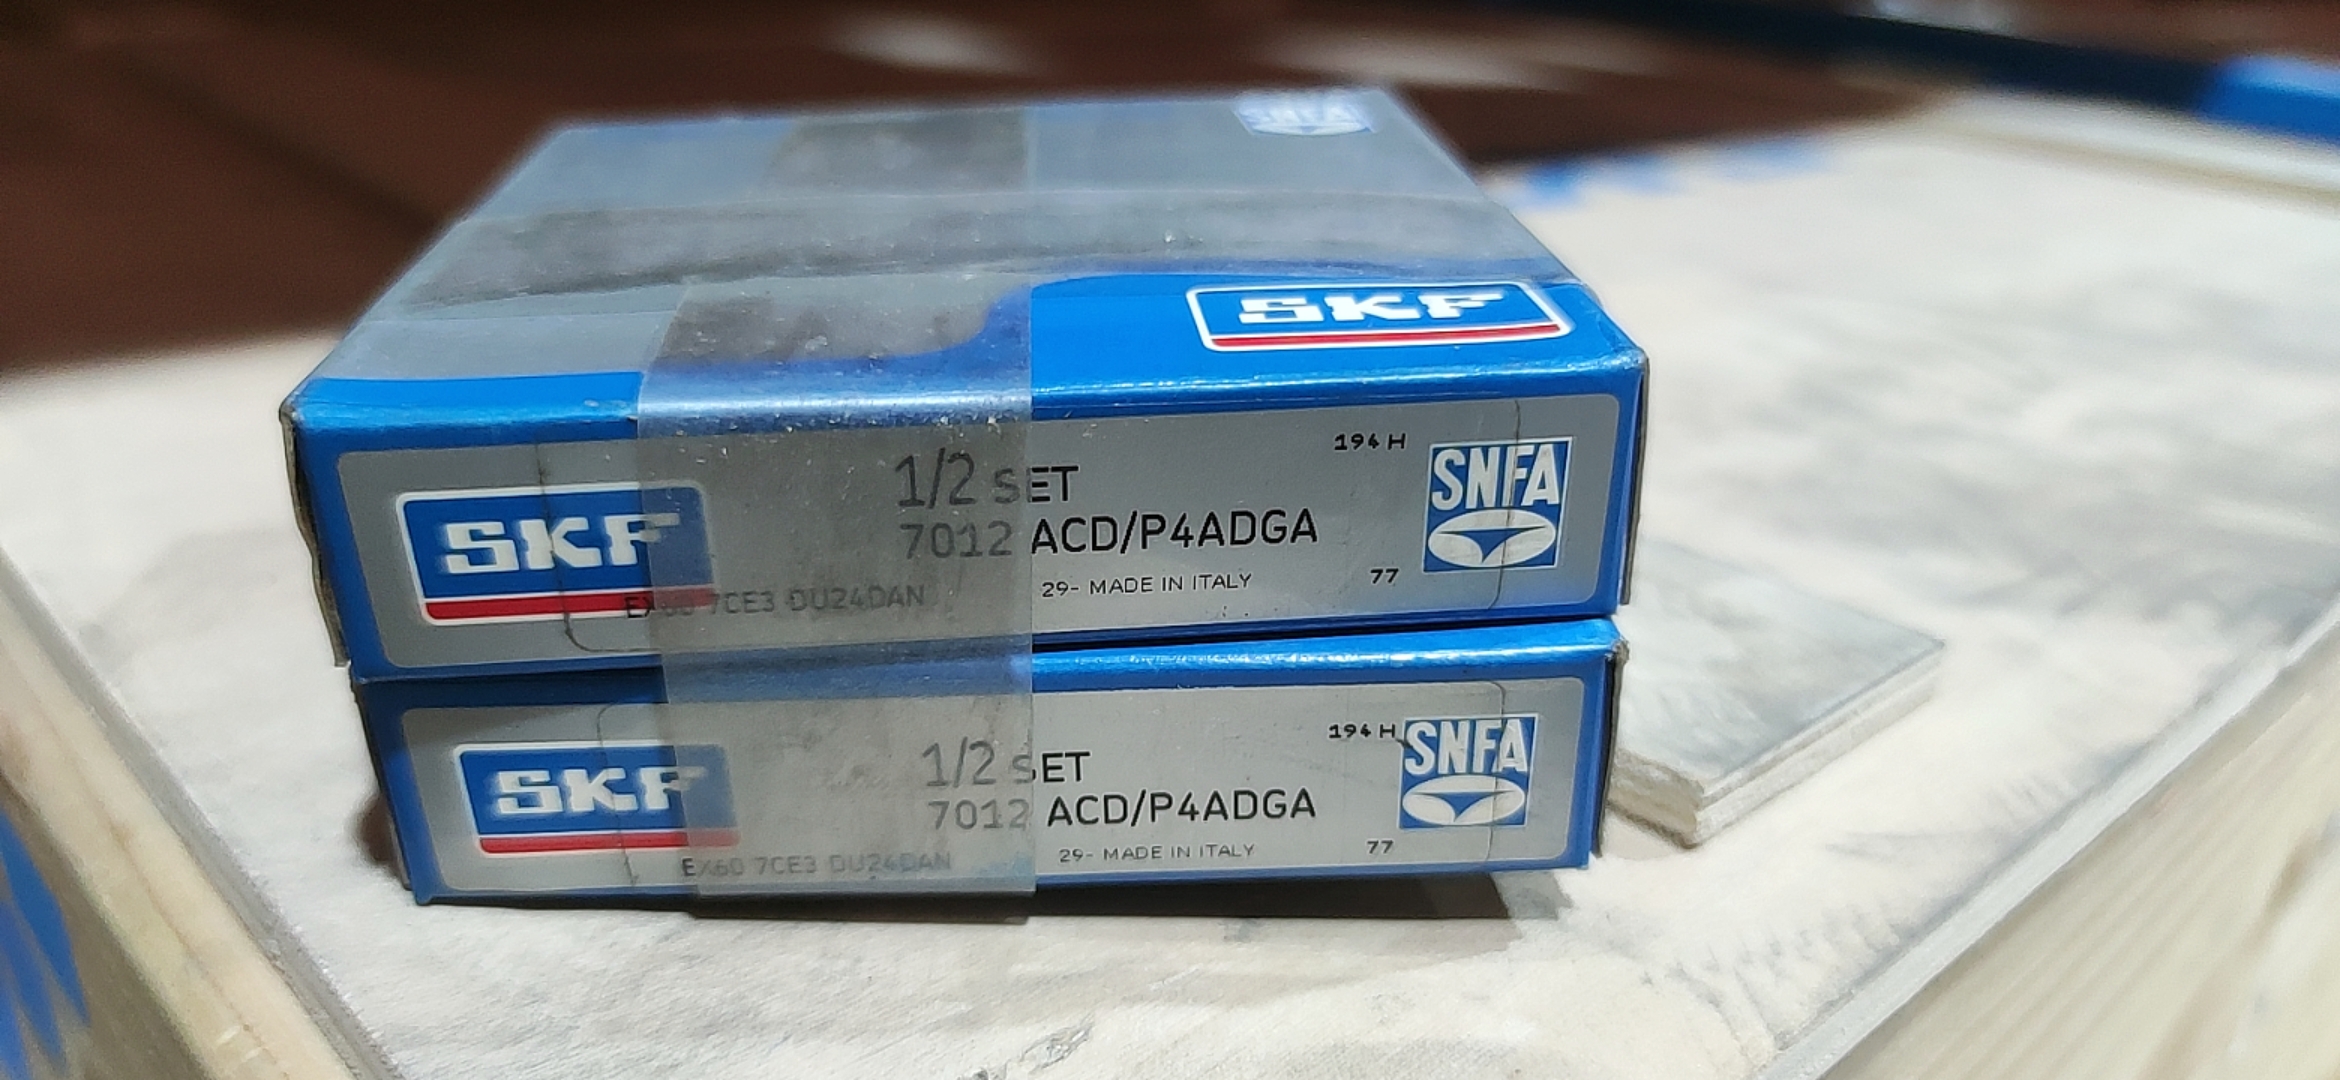 SNFA
SKF
194 H
1/2 SET
SNFA
SKF
7012 ACD/P4ADGA
EX60 7CE3 DU24DAN
29- MADE IN ITALY
77
194 H
1/2 SET
SNFA
SKF
7012 ACD/P4ADGA
EX60 7CE3 DU24DAN
29- MADE IN ITALY
77